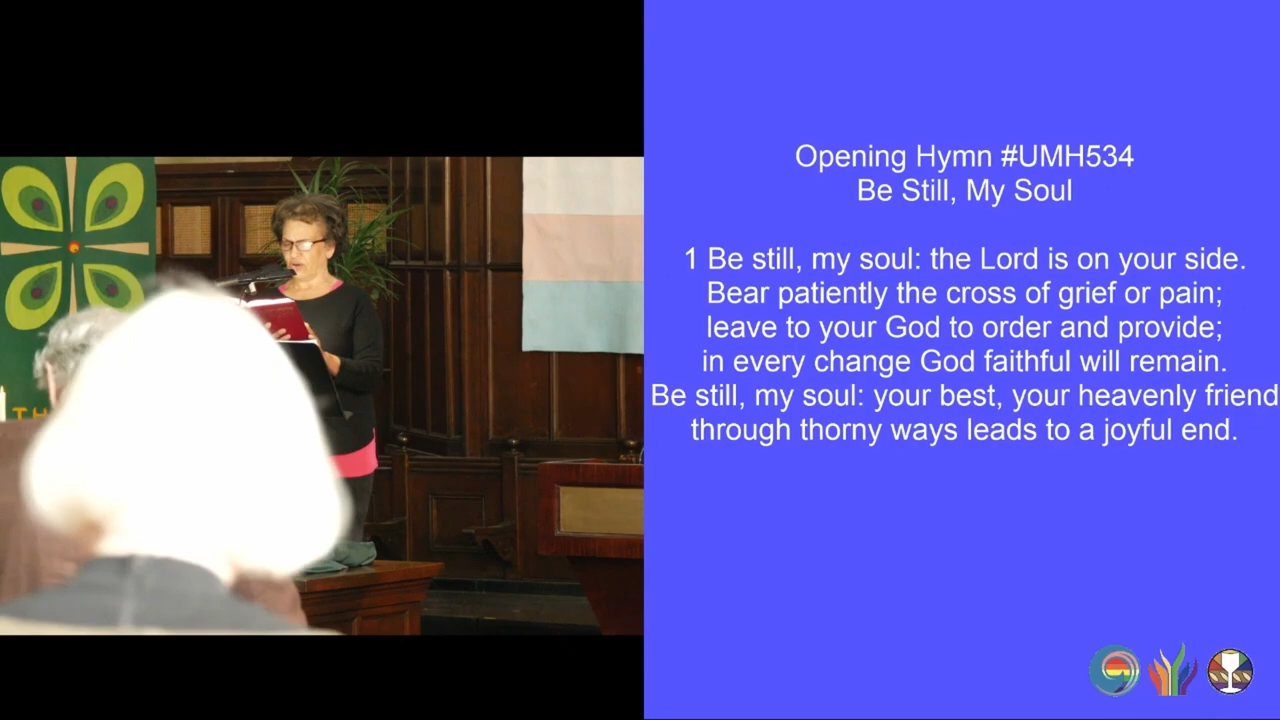 Opening Hymn #UMH534
Be Still, My Soul
1 Be still, my soul: the Lord is on your side.
Bear patiently the cross of grief or pain;
leave to your God to order and provide;
in every change God faithful will remain.
Be still, my soul: your best, your heavenly friend
through thorny ways leads to a joyful end.
TH